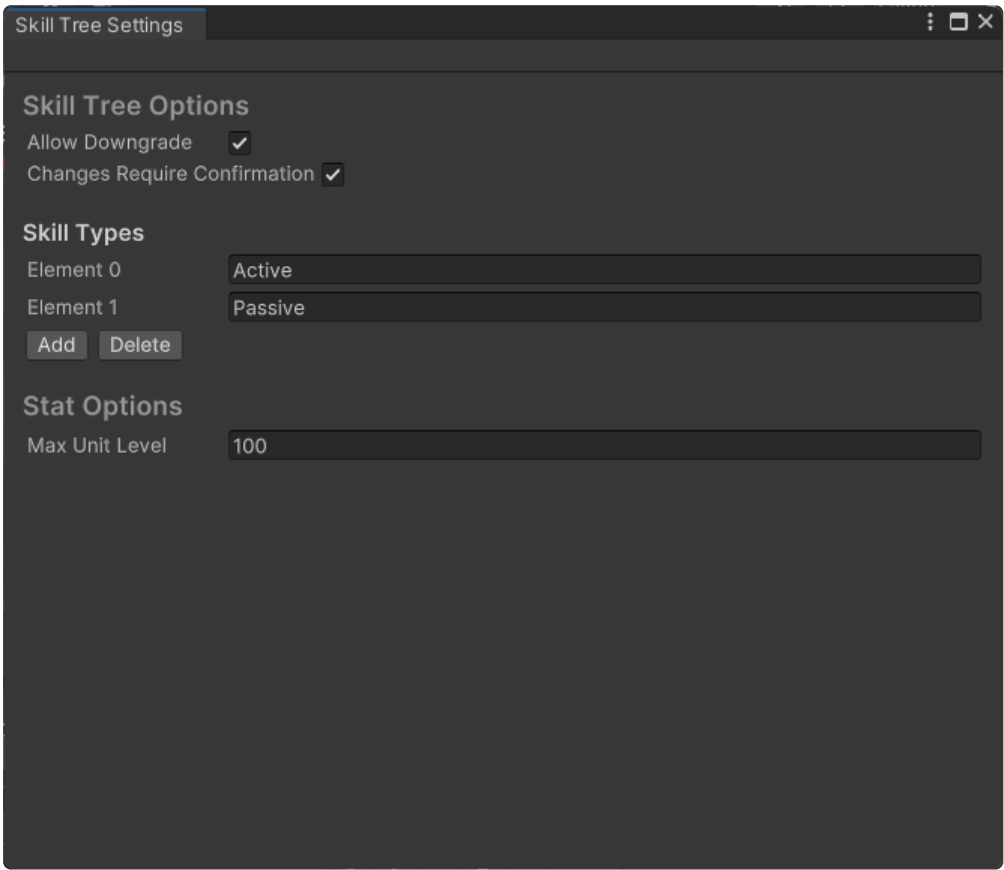 Skill Tree Settings
Skill Tree Options
Allow Downgrade
Changes Require Confirmation
Skill Types
Element 0 Active
Element 1 Passive
Add Delete
Stat Options
Max Unit Level 100